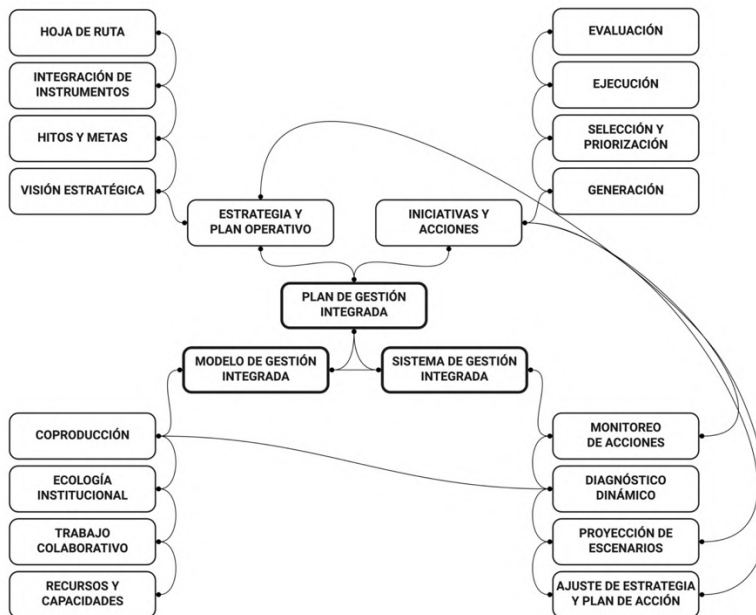 HOJA DE RUTA
INTEGRACIÓN DE
INSTRUMENTOS
HITOS Y METAS
VISIÓN ESTRATÉGICA
EVALUACIÓN
EJECUCIÓN
SELECCIÓN Y
PRIORIZACIÓN
GENERACIÓN
ESTRATEGIA Y
PLAN OPERATIVO
INICIATIVAS Y
ACCIONES
PLAN DE GESTIÓN
INTEGRADA
MODELO DE GESTIÓN
INTEGRADA
SISTEMA DE GESTIÓN
INTEGRADA
COPRODUCCIÓN
ECOLOGÍA
INSTITUCIONAL
TRABAJO
COLABORATIVO
RECURSOS Y
CAPACIDADES
MONITOREO
DE ACCIONES
DIAGNÓSTICO
DINÁMICO
PROYECCIÓN DE
ESCENARIOS
AJUSTE DE ESTRATEGIA
Y PLAN DE ACCIÓN